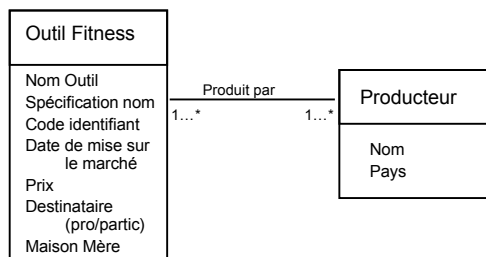 Outil Fitness
Nom Outil
Spécification nom
Code identifiant
Date de mise sur
le marché
Prix
Destinataire
(pro/partic)
Maison Mère
Produit par
1...*
1...*
Producteur
Nom
Pays